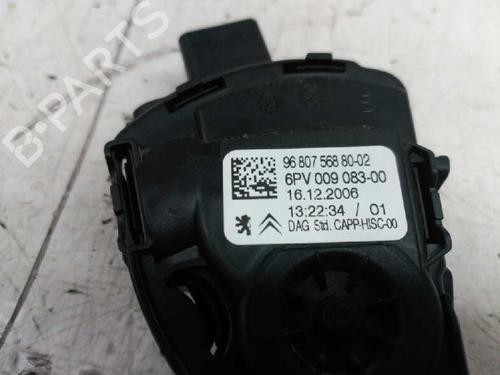 96 807 568 80-02
6PV 009 083-00
16.12.2006
13:22:34 / 01
DAG Std. CAPP-HISC-00